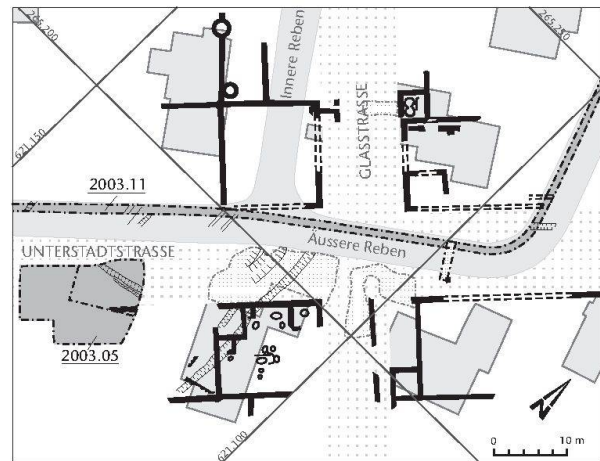 265.200
265.250
Innere Reben
621.150
GLASSTRASSE
2003.11
UNTERSTADTSTRASSE
Äussere Reben
2003.05
621.100
N
0
10 m